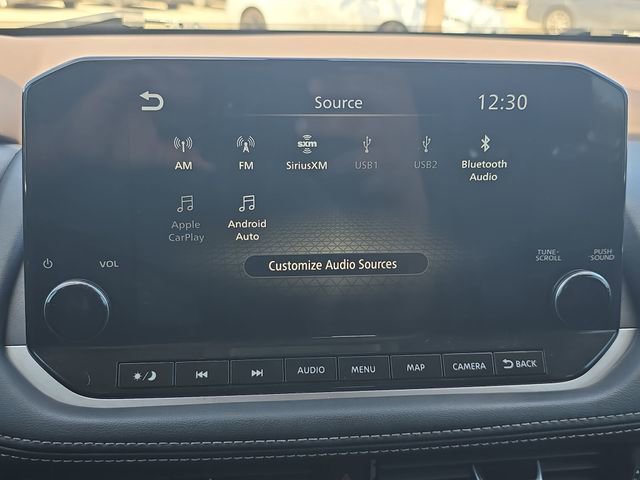 Source
12:30
AM
FM
sxm
SiriusXM
USB1
USB2
Bluetooth
Audio
Apple
CarPlay
Android
Auto
Customize Audio Sources
VOL
TUNE-
SCROLL
PUSH
SOUND
AUDIO
MENU
MAP
CAMERA
BACK